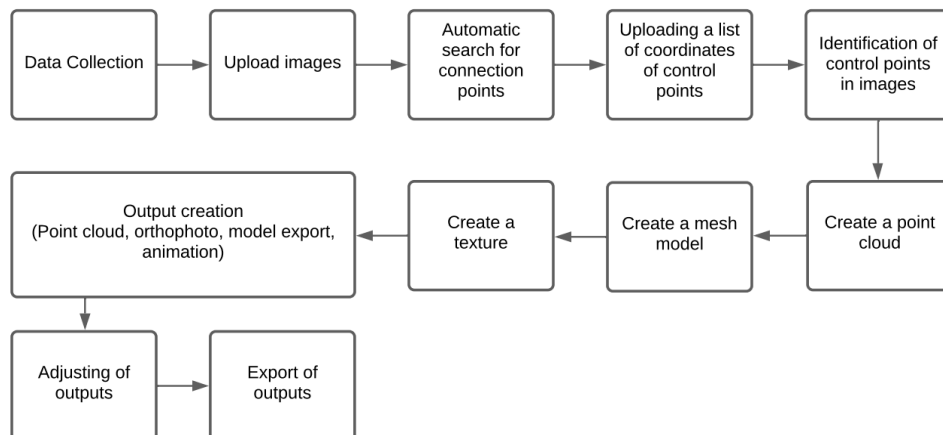 Data Collection
Upload images
Automatic
search for
connection
points
Uploading a list
of coordinates
of control
points
Identification of
control points
in images
Output creation
(Point cloud, orthophoto, model export,
animation)
Create a
texture
Create a mesh
model
Create a point
cloud
Adjusting of
outputs
Export of
outputs